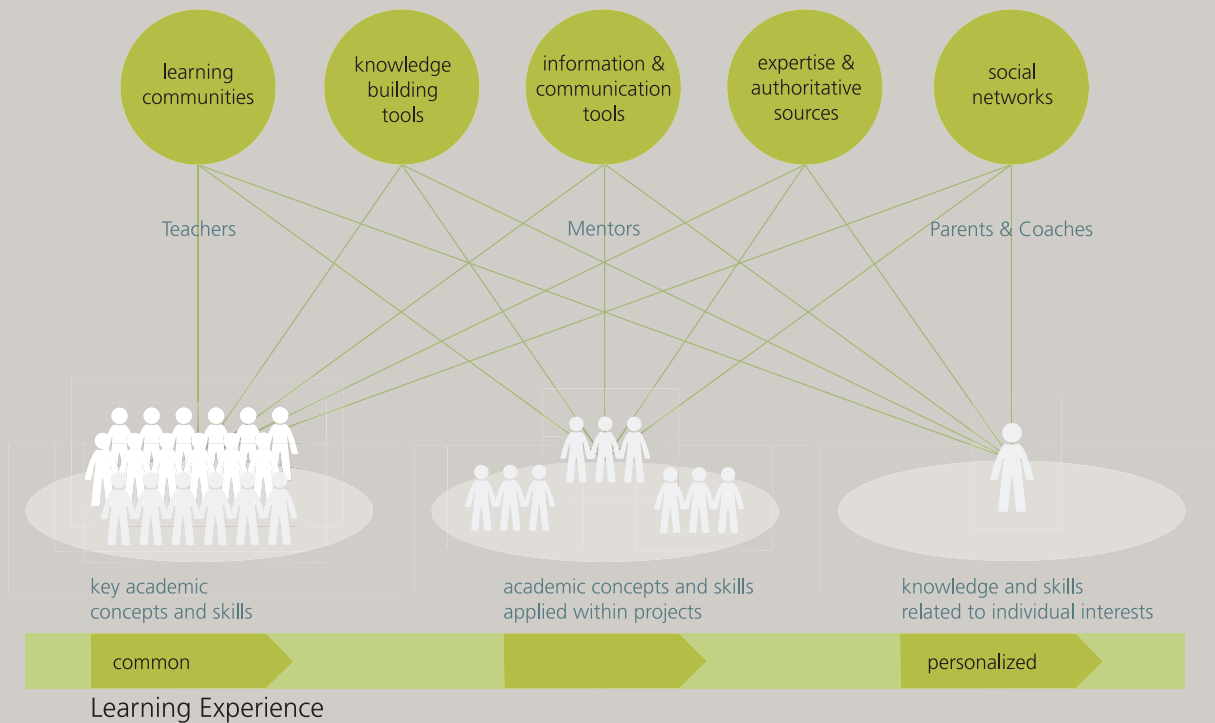 learning
communities
knowledge
building
tools
information &
communication
tools
expertise &
authoritative
sources
social
networks
Teachers
Mentors
Parents & Coaches
key academic
concepts and skills
academic concepts and skills
applied within projects
knowledge and skills
related to individual interests
common
personalized
Learning Experience